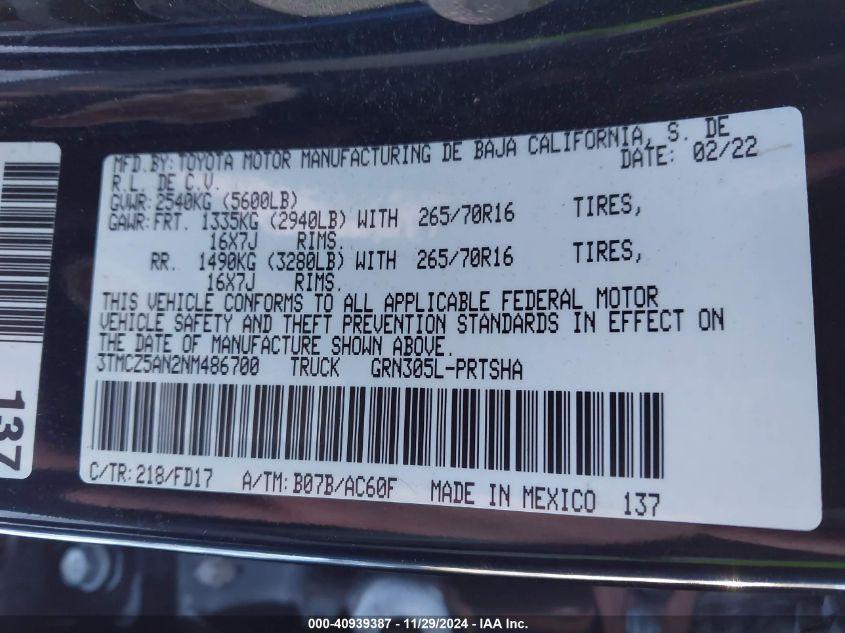 MFD.BY:TOYOTA MOTOR MANUFACTURING DE BAJA CALIFORNIA, S. DE
R.L. DE C.V. DATE: 02/22
GVWR:2540KG (5600LB)
GAWR:FRT. 1335KG (2940LB) WITH 265/70R16 TIRES,
16X7J RIMS.
RR. 1490KG (3280LB) WITH 265/70R16 TIRES,
16X7J RIMS.
THIS VEHICLE CONFORMS TO ALL APPLICABLE FEDERAL MOTOR
VEHICLE SAFETY AND THEFT PREVENTION STANDARDS IN EFFECT ON
THE DATE OF MANUFACTURE SHOWN ABOVE.
3TMCZ5AN2NM486700 TRUCK GRN305L-PRTSHA
C/TR:218/FD17 A/TM:B07B/AC60F MADE IN MEXICO 137
137
000-40939387 - 11/29/2024 - IAA Inc.